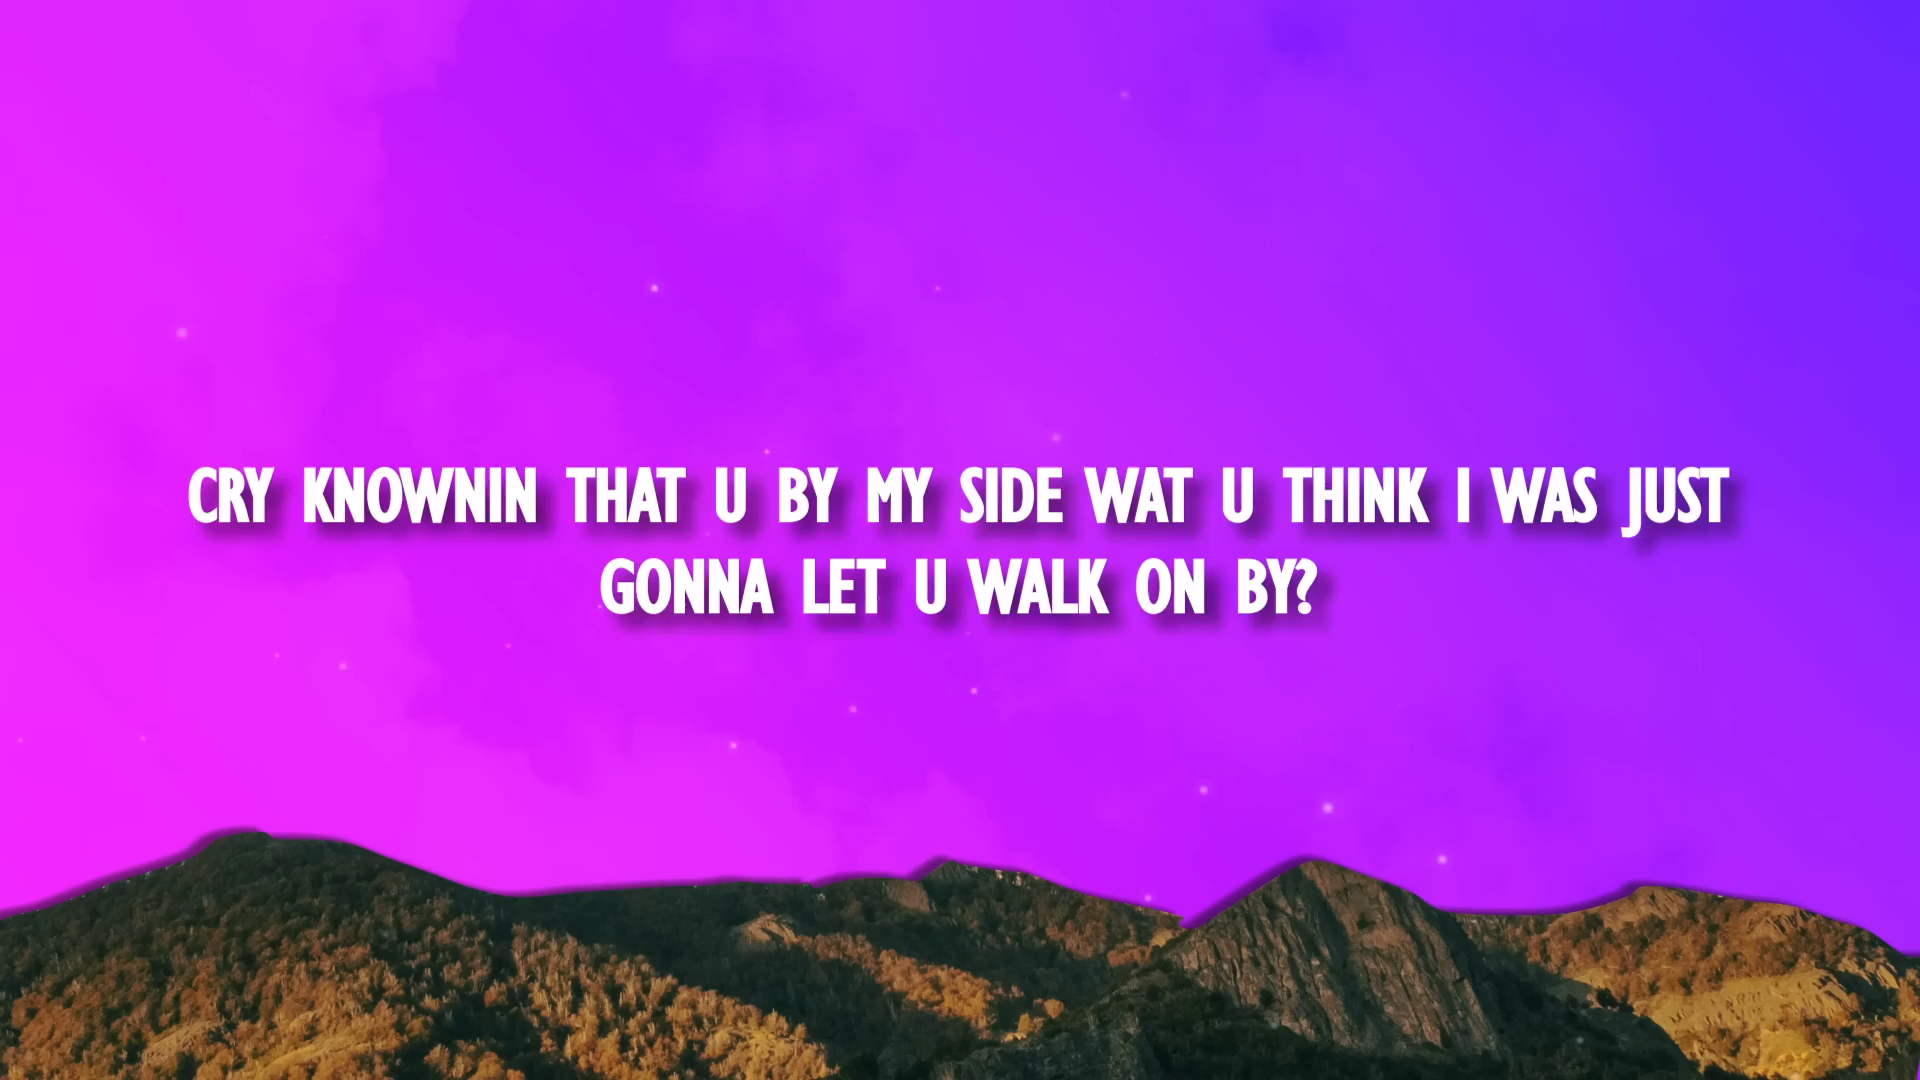 CRY KNOWNIN THAT U BY MY SIDE WAT U THINK I WAS JUST
GONNA LET U WALK ON BY?